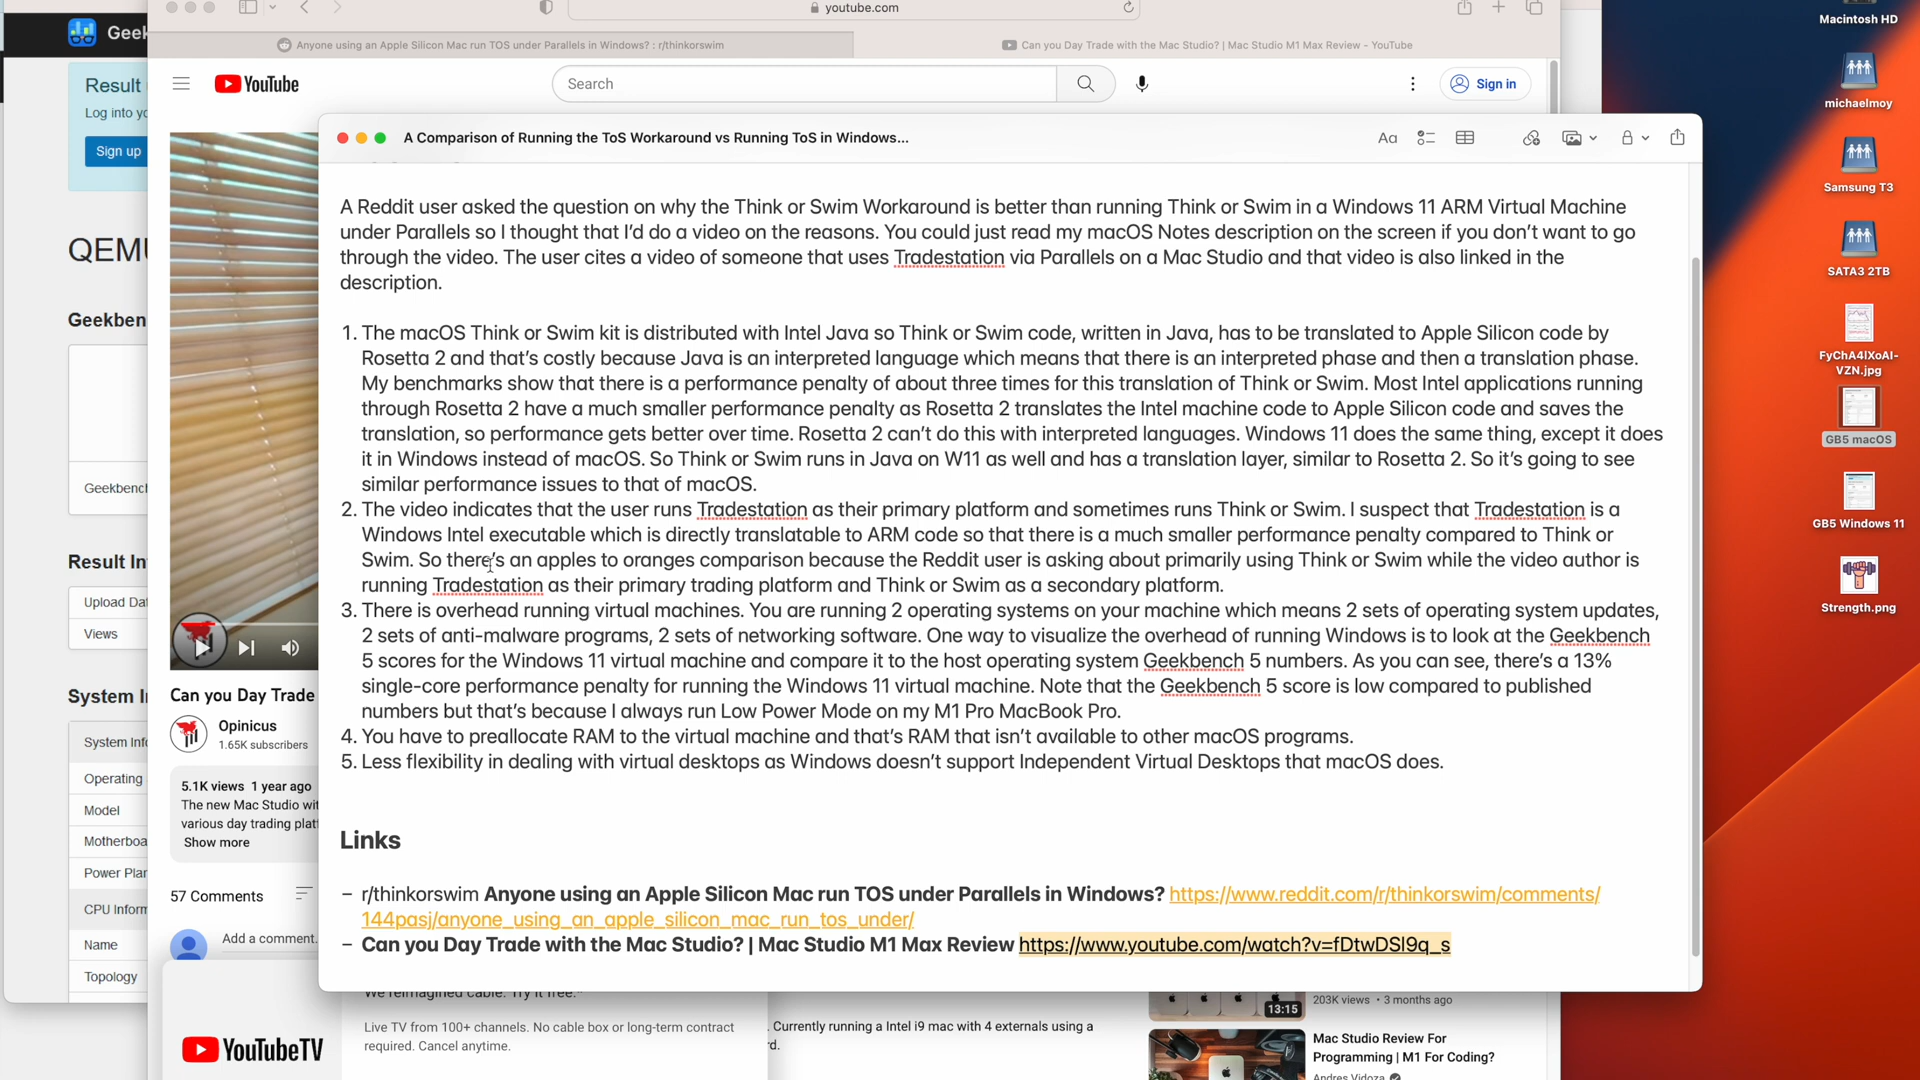 youtube.com
Macintosh HD
Geek
Anyone using an Apple Silicon Mac run TOS under Parallels in Windows? : r/thinkorswim
Can you Day Trade with the Mac Studio? | Mac Studio M1 Max Review - YouTube
Result
Log into yo
Sign up
YouTube
Search
Sign in
michaelmoy
A Comparison of Running the ToS Workaround vs Running ToS in Windows...
Aa
Samsung T3
SATA3 2TB
FyChA4IXoAI-
VZN.jpg
GB5 macOS
GB5 Windows 11
Strength.png
A Reddit user asked the question on why the Think or Swim Workaround is better than running Think or Swim in a Windows 11 ARM Virtual Machine
under Parallels so I thought that I'd do a video on the reasons. You could just read my macOS Notes description on the screen if you don't want to go
through the video. The user cites a video of someone that uses Tradestation via Parallels on a Mac Studio and that video is also linked in the
description.
1. The macOS Think or Swim kit is distributed with Intel Java so Think or Swim code, written in Java, has to be translated to Apple Silicon code by
Rosetta 2 and that's costly because Java is an interpreted language which means that there is an interpreted phase and then a translation phase.
My benchmarks show that there is a performance penalty of about three times for this translation of Think or Swim. Most Intel applications running
through Rosetta 2 have a much smaller performance penalty as Rosetta 2 translates the Intel machine code to Apple Silicon code and saves the
translation, so performance gets better over time. Rosetta 2 can't do this with interpreted languages. Windows 11 does the same thing, except it does
it in Windows instead of macOS. So Think or Swim runs in Java on W11 as well and has a translation layer, similar to Rosetta 2. So it's going to see
similar performance issues to that of macOS.
2. The video indicates that the user runs Tradestation as their primary platform and sometimes runs Think or Swim. I suspect that Tradestation is a
Windows Intel executable which is directly translatable to ARM code so that there is a much smaller performance penalty compared to Think or
Swim. So there's an apples to oranges comparison because the Reddit user is asking about primarily using Think or Swim while the video author is
running Tradestation as their primary trading platform and Think or Swim as a secondary platform.
3. There is overhead running virtual machines. You are running 2 operating systems on your machine which means 2 sets of operating system updates,
2 sets of anti-malware programs, 2 sets of networking software. One way to visualize the overhead of running Windows is to look at the Geekbench
5 scores for the Windows 11 virtual machine and compare it to the host operating system Geekbench 5 numbers. As you can see, there's a 13%
single-core performance penalty for running the Windows 11 virtual machine. Note that the Geekbench 5 score is low compared to published
numbers but that's because I always run Low Power Mode on my M1 Pro MacBook Pro.
4. You have to preallocate RAM to the virtual machine and that's RAM that isn't available to other macOS programs.
5. Less flexibility in dealing with virtual desktops as Windows doesn't support Independent Virtual Desktops that macOS does.
Links
– r/thinkorswim Anyone using an Apple Silicon Mac run TOS under Parallels in Windows? https://www.reddit.com/r/thinkorswim/comments/
144pasj/anyone_using_an_apple_silicon_mac_run_tos_under/
– Can you Day Trade with the Mac Studio? | Mac Studio M1 Max Review https://www.youtube.com/watch?v=fDtwDSl9q_s
QEMU
Geekben
Geekbench
Result In
Upload Dat
Views
System I
System Info
Operating
Model
Motherboa
Power Plan
CPU Inform
Name
Topology
Can you Day Trade
Opinicus
1.65K subscribers
5.1K views 1 year ago
The new Mac Studio wit
various day trading platf
Show more
57 Comments
Add a comment.
We reimagined cable. Try it free.
Live TV from 100+ channels. No cable box or long-term contract
required. Cancel anytime.
YouTubeTV
. Currently running a Intel i9 mac with 4 externals using a
rd.
13:15
203K views • 3 months ago
Mac Studio Review For
Programming | M1 For Coding?
Andres Vidoza